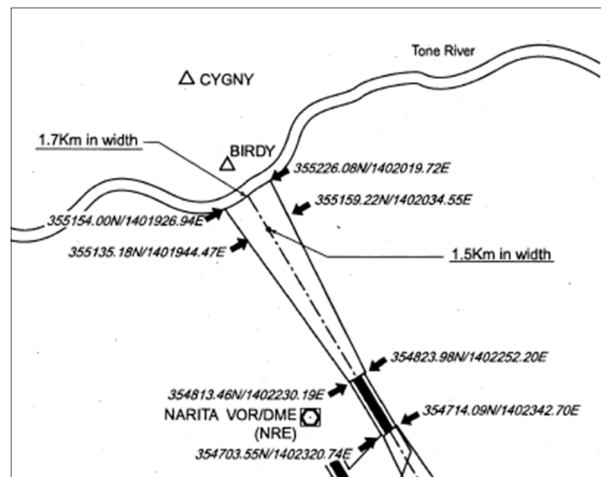 Tone River
CYGNY
1.7Km in width
BIRDY
355226.08N/1402019.72E
355159.22N/1402034.55E
355154.00N/1401926.94E
355135.18N/1401944.47E
1.5Km in width
354823.98N/1402252.20E
354813.46N/1402230.19E
NARITA VOR/DME
(NRE)
354714.09N/1402342.70E
354703.55N/1402320.74E